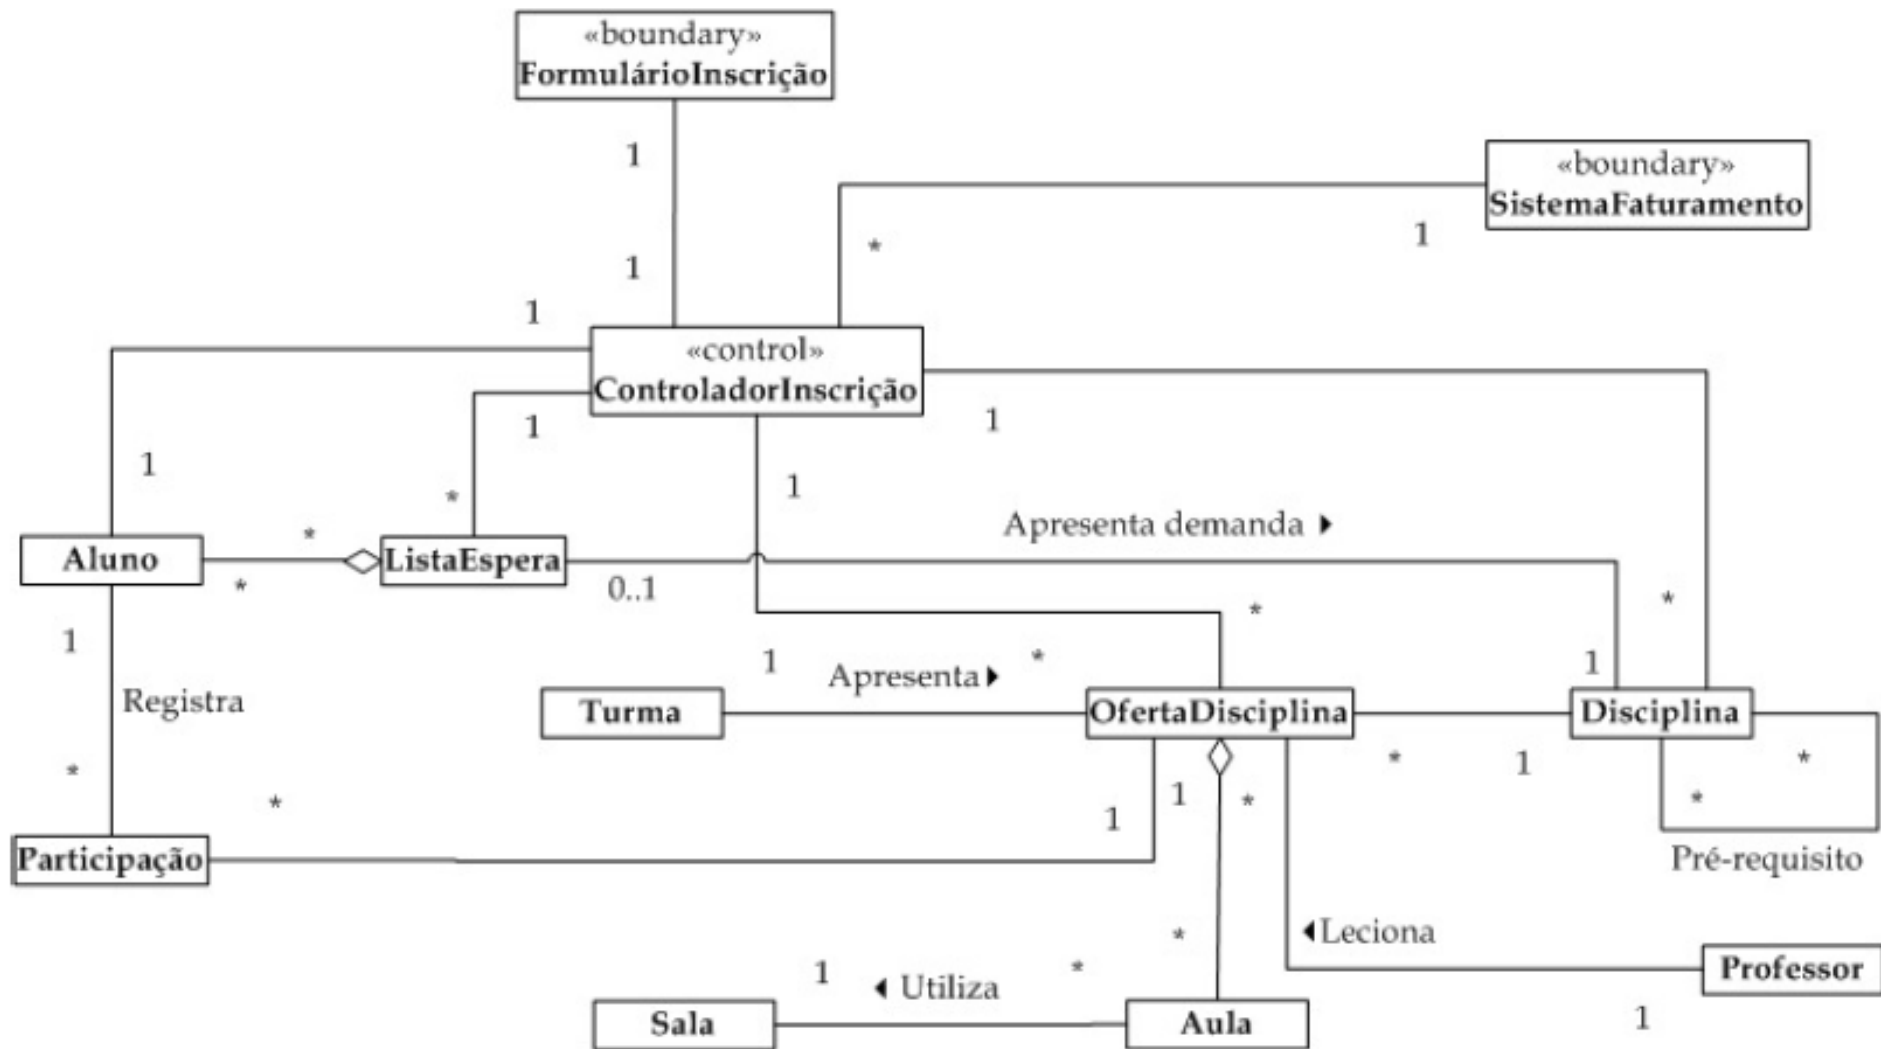 «boundary»
FormulárioInscrição
1
«boundary»
SistemaFaturamento
1
*
1
1
«control»
ControladorInscrição
1
1
1
1
*
1
Apresenta demanda ▶
*
Aluno
*
ListaEspera
0..1
*
*
1
Registra
*
1
Apresenta ▶
*
1
Turma
OfertaDisciplina
Disciplina
*
1
*
*
Pré-requisito
*
1
1
*
Participação
◀ Leciona
Professor
1
*
1
◀ Utiliza
*
Sala
Aula